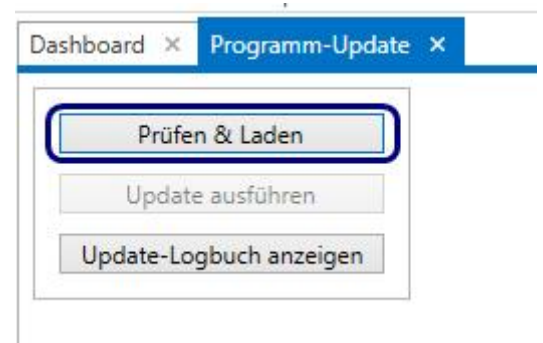 Dashboard × Programm-Update ×
Prüfen & Laden
Update ausführen
Update-Logbuch anzeigen